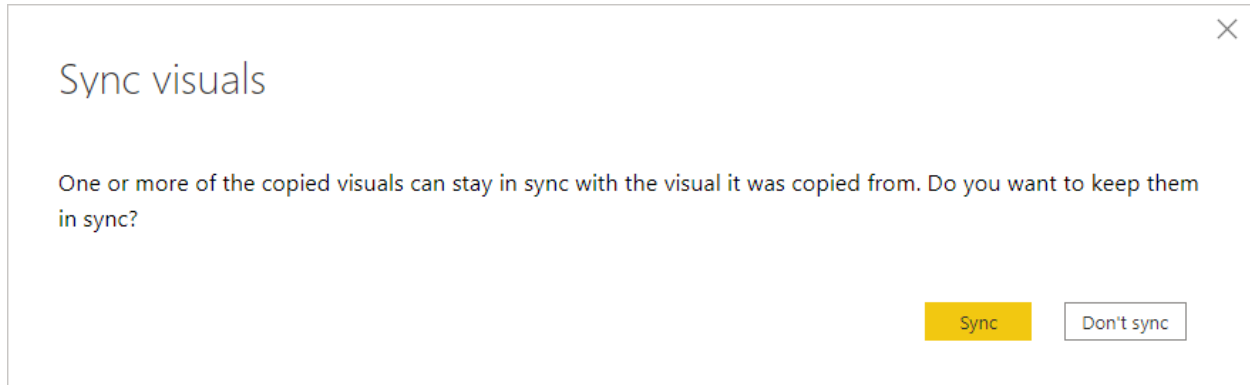 Sync visuals
One or more of the copied visuals can stay in sync with the visual it was copied from. Do you want to keep them
in sync?
Sync
Don't sync